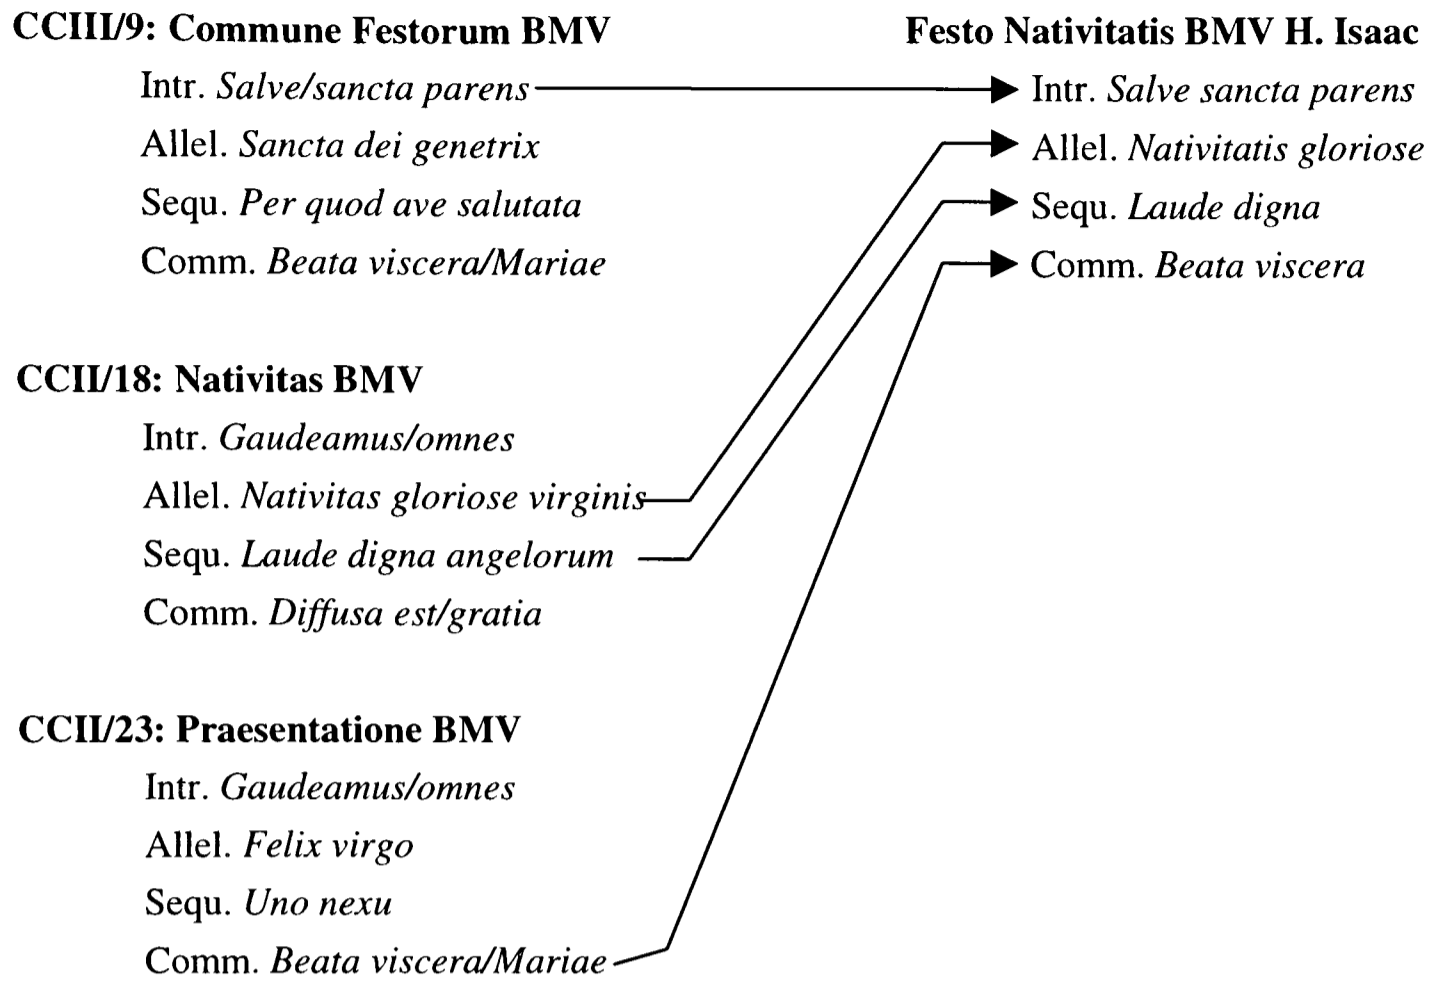 CCIII/9: Commune Festorum BMV
Intr. Salve/sancta parens
Allel. Sancta dei genetrix
Sequ. Per quod ave salutata
Comm. Beata viscera/Mariae
CCII/18: Nativitas BMV
Intr. Gaudeamus/omnes
Allel. Nativitas gloriose virginis
Sequ. Laude digna angelorum
Comm. Diffusa est/gratia
CCII/23: Praesentatione BMV
Intr. Gaudeamus/omnes
Allel. Felix virgo
Sequ. Uno nexu
Comm. Beata viscera/Mariae
Festo Nativitatis BMV H. Isaac
Intr. Salve sancta parens
Allel. Nativitatis gloriose
Sequ. Laude digna
Comm. Beata viscera